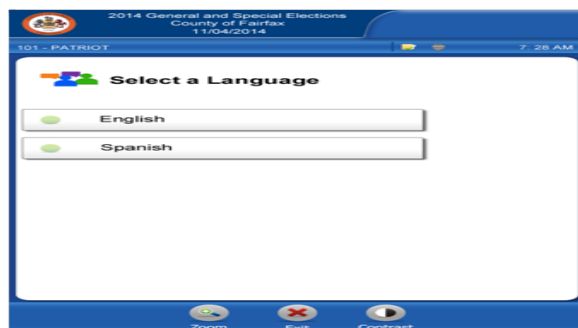 2014 General and Special Elections
County of Fairfax
11/04/2014
101 - PATRIOT
7: 28 AM
Select a Language
English
Spanish
Zoom
Exit
Contrast